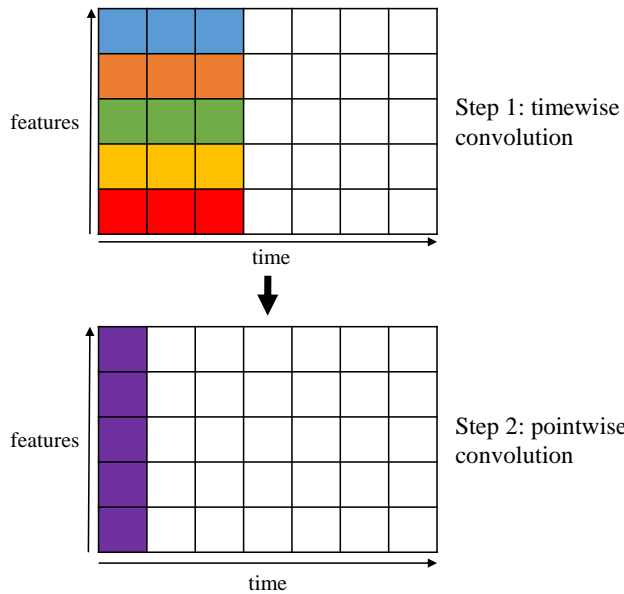 features
Step 1: timewise
convolution
time
features
Step 2: pointwise
convolution
time